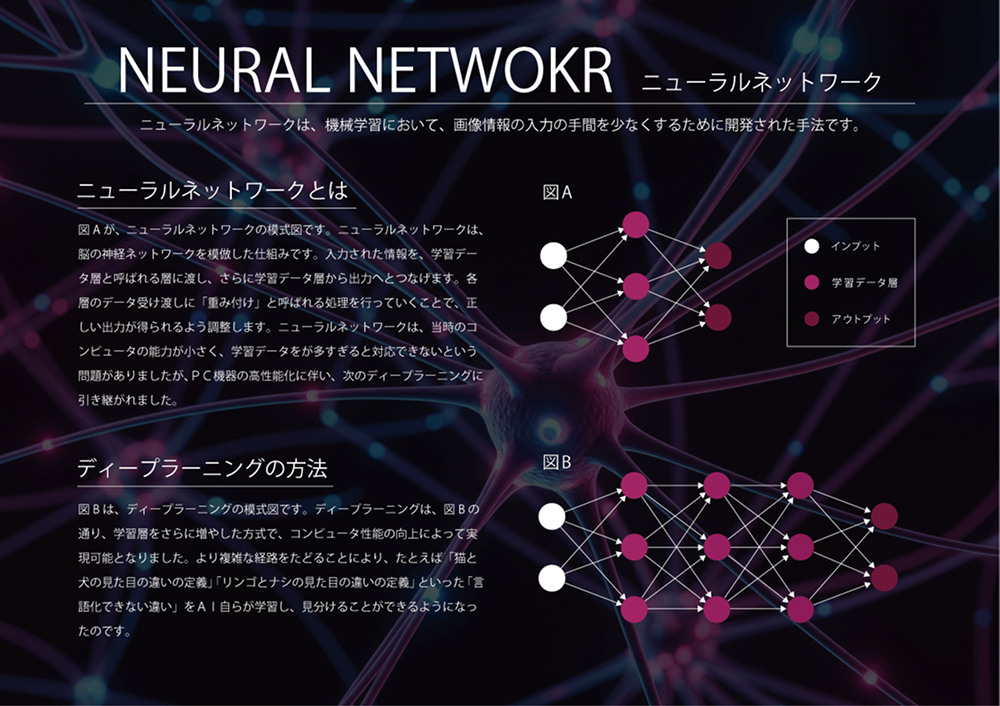 NEURAL NETWOKR ニューラルネットワーク
ニューラルネットワークは、機械学習において、画像情報の入力の手間を少なくするために開発された手法です。
ニューラルネットワークとは
図Aが、ニューラルネットワークの模式図です。ニューラルネットワークは、
脳の神経ネットワークを模倣した仕組みです。入力された情報を、学習デー
タ層と呼ばれる層に渡し、さらに学習データ層から出力へとつなげます。各
層のデータ受け渡しに「重み付け」と呼ばれる処理を行っていくことで、正
しい出力が得られるよう調整します。ニューラルネットワークは、当時のコ
ンピュータの能力が小さく、学習データをが多すぎると対応できないという
問題がありましたが、PC機器の高性能化に伴い、次のディープラーニングに
引き継がれました。
図A
インプット
学習データ層
アウトプット
ディープラーニングの方法
図Bは、ディープラーニングの模式図です。ディープラーニングは、図Bの
通り、学習層をさらに増やした方式で、コンピュータ性能の向上によって実
現可能となりました。より複雑な経路をたどることにより、たとえば「猫と
犬の見た目の違いの定義」「リンゴとナシの見た目の違いの定義」といった「言
語化できない違い」をAI自らが学習し、見分けることができるようになっ
たのです。
図B